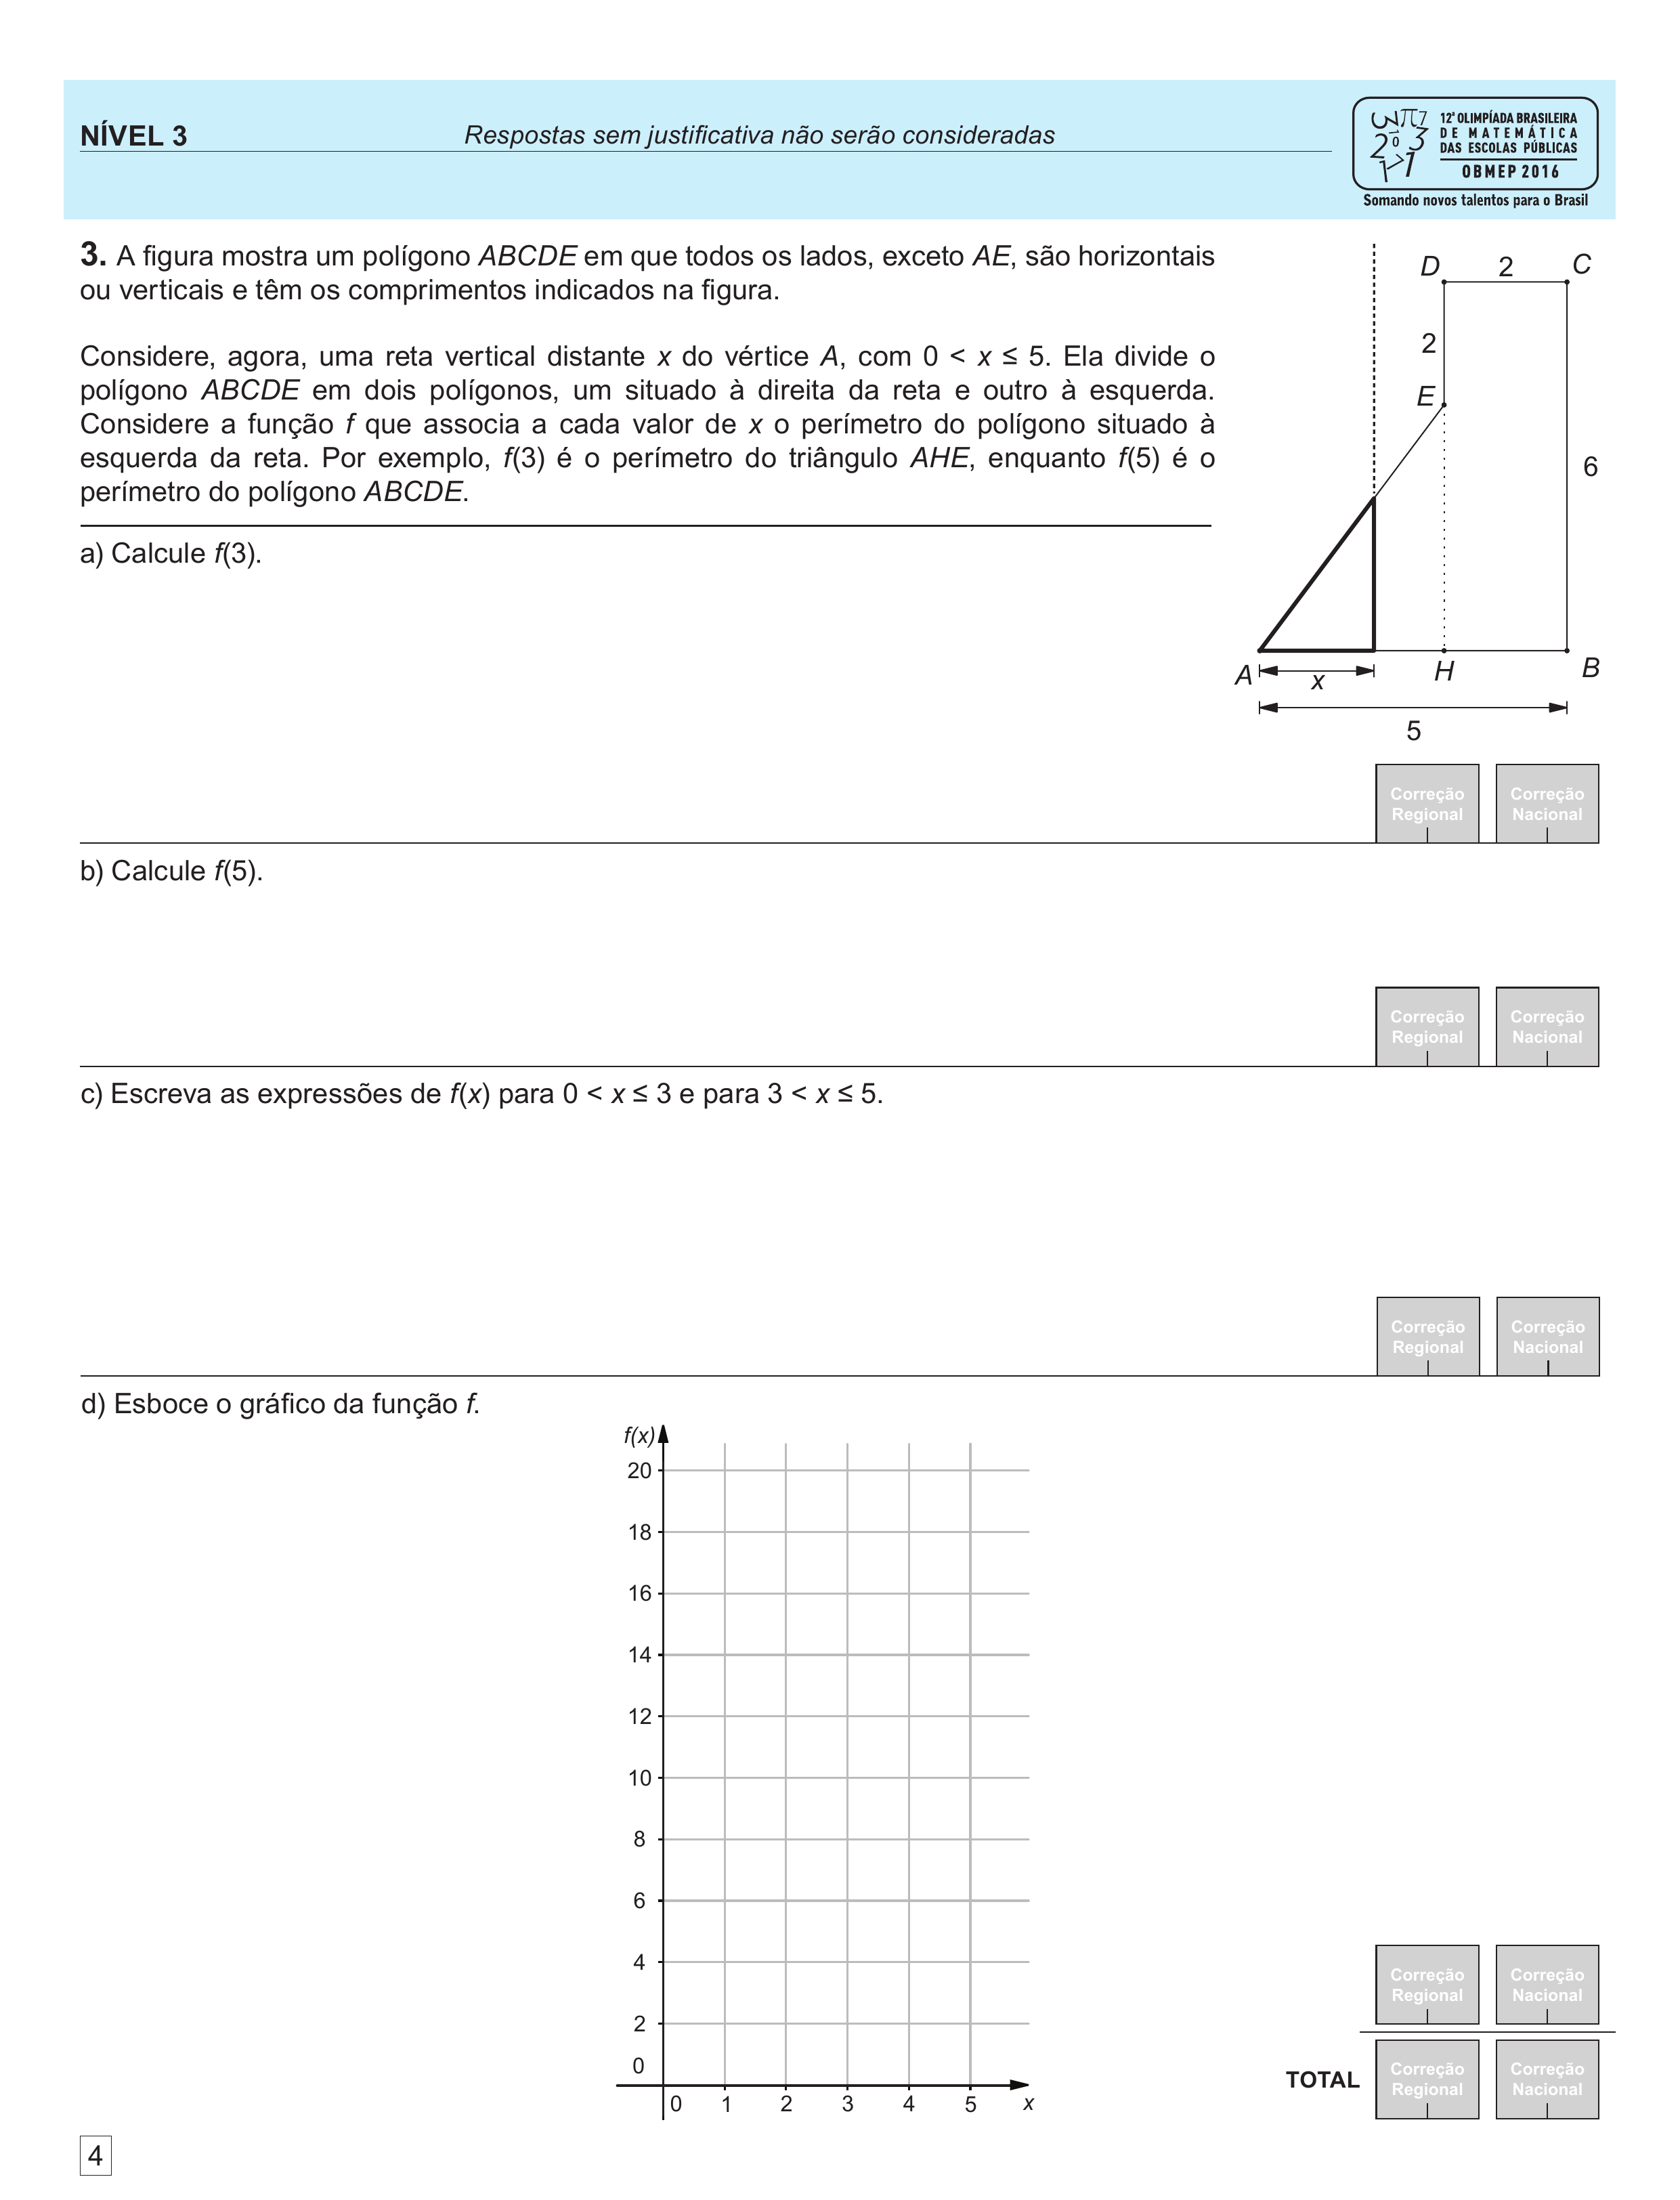 NÍVEL 3
Respostas sem justificativa não serão consideradas
12ª OLIMPÍADA BRASILEIRA
DE MATEMÁTICA
DAS ESCOLAS PÚBLICAS
OBMEP 2016
Somando novos talentos para o Brasil
3. A figura mostra um polígono ABCDE em que todos os lados, exceto AE, são horizontais
ou verticais e têm os comprimentos indicados na figura.
Considere, agora, uma reta vertical distante x do vértice A, com 0 < x ≤ 5. Ela divide o
polígono ABCDE em dois polígonos, um situado à direita da reta e outro à esquerda.
Considere a função f que associa a cada valor de x o perímetro do polígono situado à
esquerda da reta. Por exemplo, f(3) é o perímetro do triângulo AHE, enquanto f(5) é o
perímetro do polígono ABCDE.
D 2 C
2
E
6
A x H B
5
a) Calcule f(3).
Correção Regional
Correção Nacional
b) Calcule f(5).
Correção Regional
Correção Nacional
c) Escreva as expressões de f(x) para 0 < x ≤ 3 e para 3 < x ≤ 5.
Correção Regional
Correção Nacional
d) Esboce o gráfico da função f.
f(x)
20
18
16
14
12
10
8
6
4
2
0
0 1 2 3 4 5 x
Correção Regional
Correção Nacional
TOTAL
Correção Regional
Correção Nacional
4